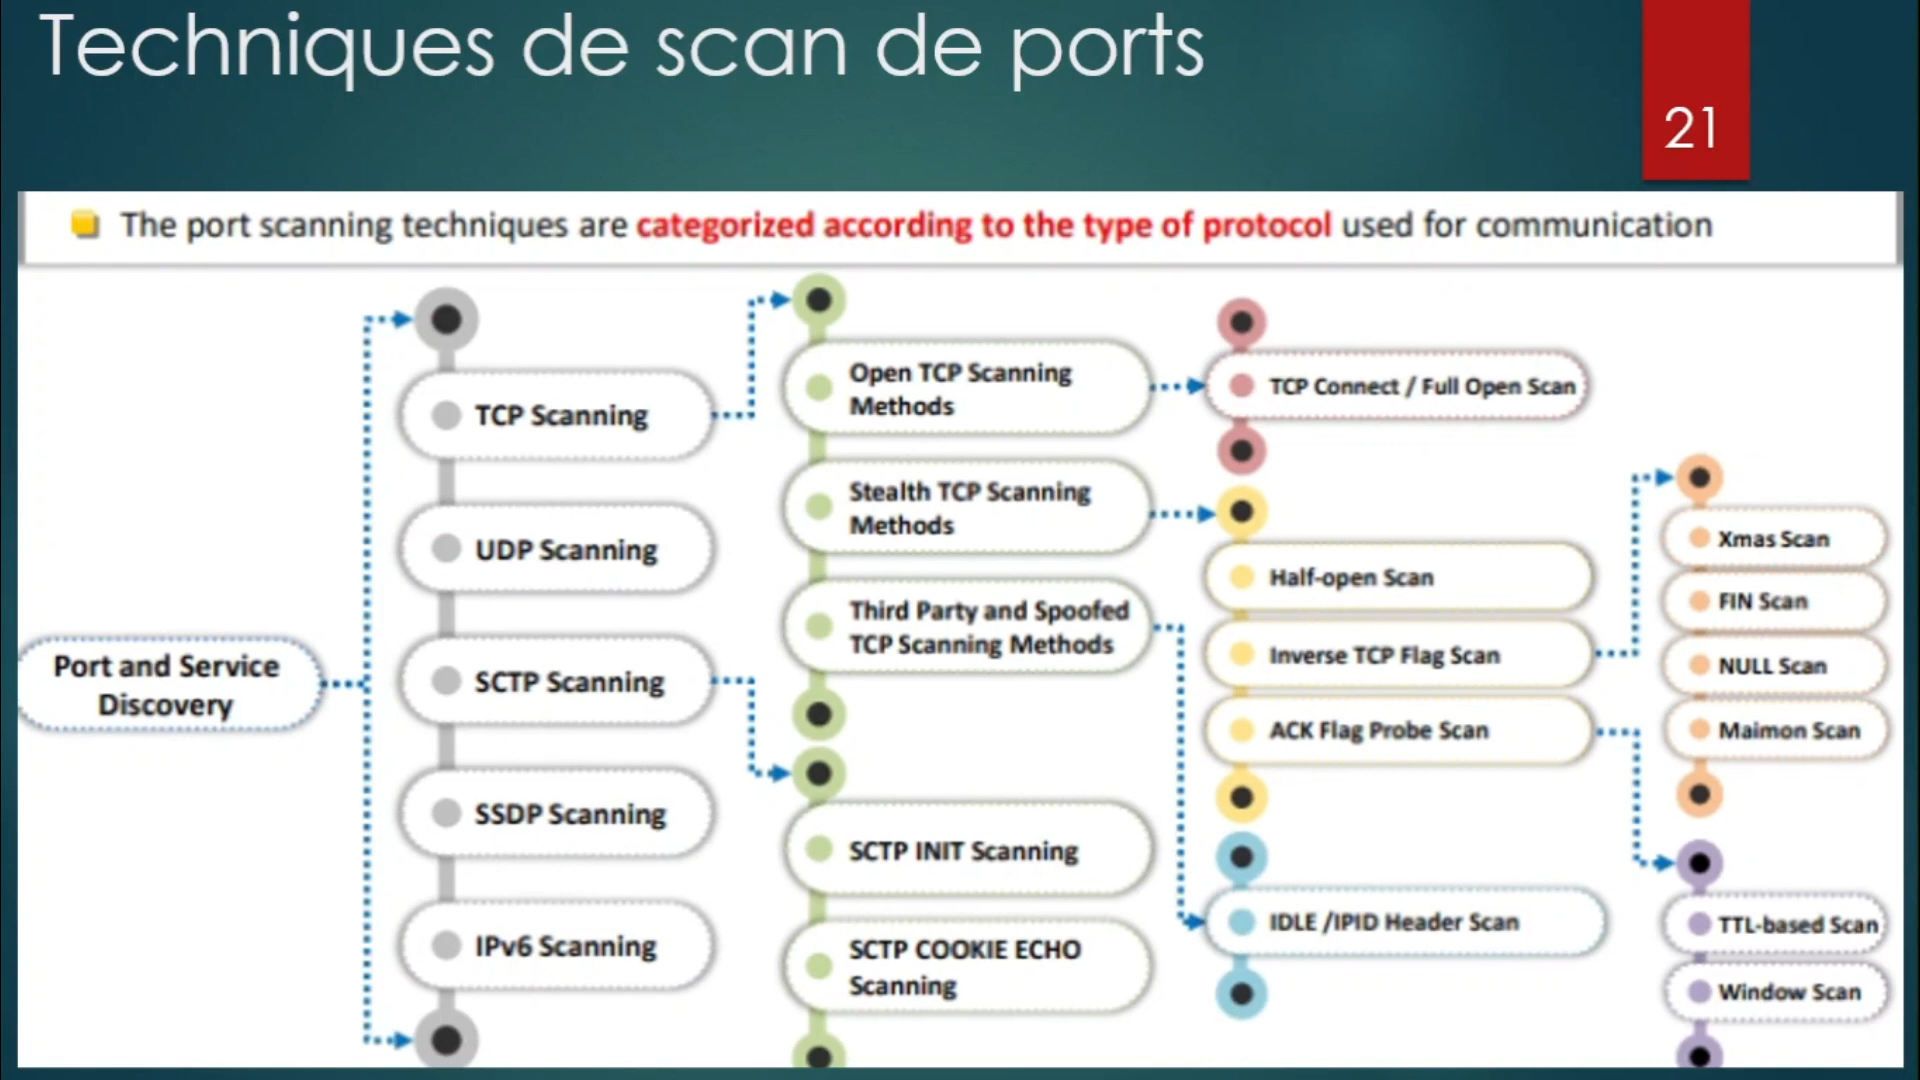 Techniques de scan de ports
21
The port scanning techniques are categorized according to the type of protocol used for communication
Port and Service
Discovery
TCP Scanning
UDP Scanning
SCTP Scanning
SSDP Scanning
IPv6 Scanning
Open TCP Scanning
Methods
Stealth TCP Scanning
Methods
Third Party and Spoofed
TCP Scanning Methods
SCTP INIT Scanning
SCTP COOKIE ECHO
Scanning
TCP Connect / Full Open Scan
Half-open Scan
Inverse TCP Flag Scan
ACK Flag Probe Scan
IDLE /IPID Header Scan
Xmas Scan
FIN Scan
NULL Scan
Maimon Scan
TTL-based Scan
Window Scan